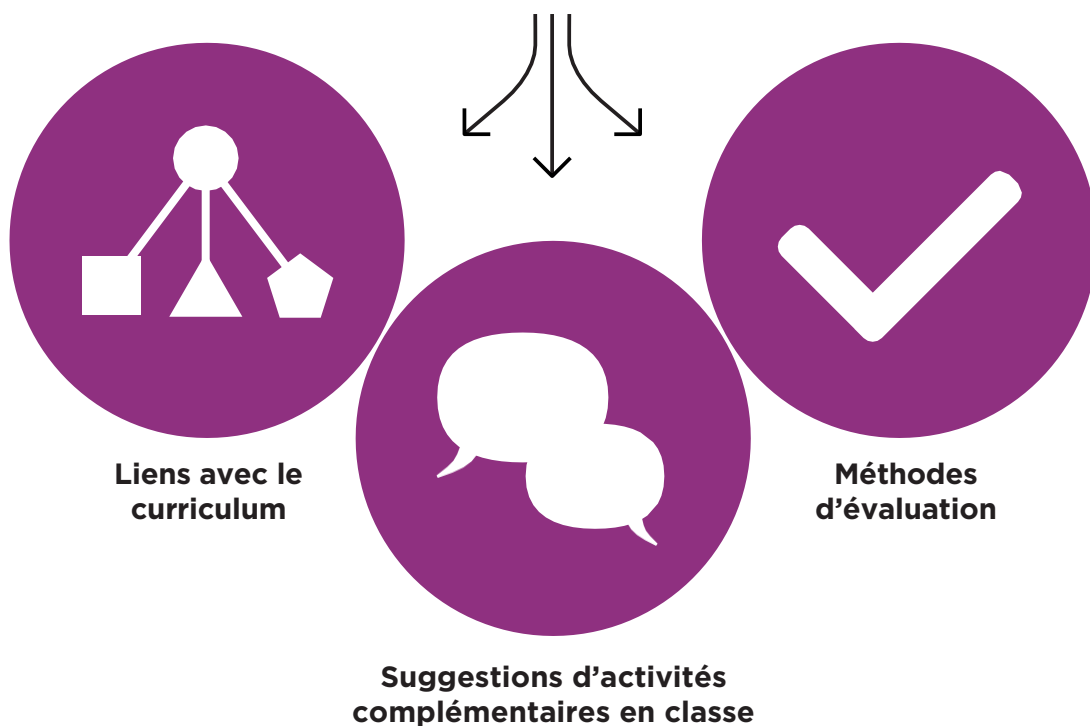 Liens avec le
curriculum
Méthodes
d'évaluation
Suggestions d'activités
complémentaires en classe